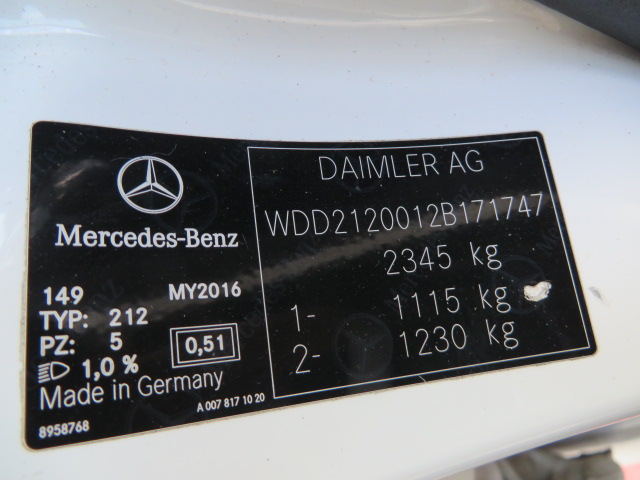 Mercedes-Benz
149 MY2016
TYP: 212
PZ: 5
0,51
1,0 %
Made in Germany
A 007 817 10 20
8958768
DAIMLER AG
WDD2120012B171747
2345 kg
1- 1115 kg
2- 1230 kg